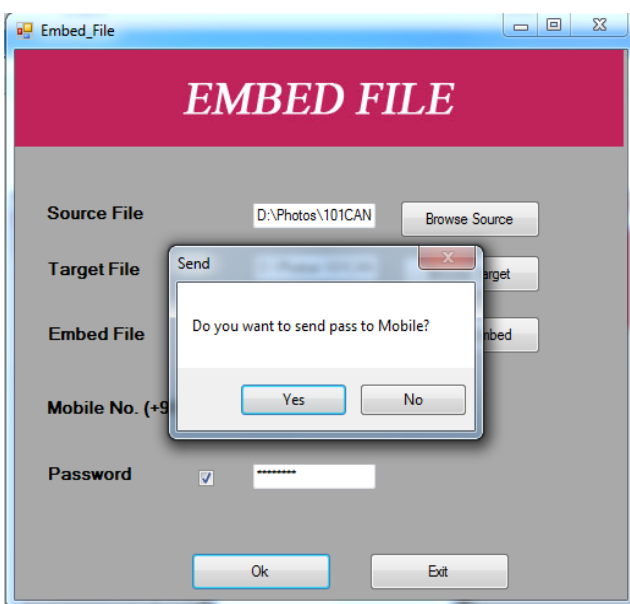 Embed_File
EMBED FILE
Source File D:\Photos\101CAN Browse Source
Target File arget
Send
Do you want to send pass to Mobile?
Yes No
Embed File nbed
Mobile No. (+9
Password ********
Ok Exit